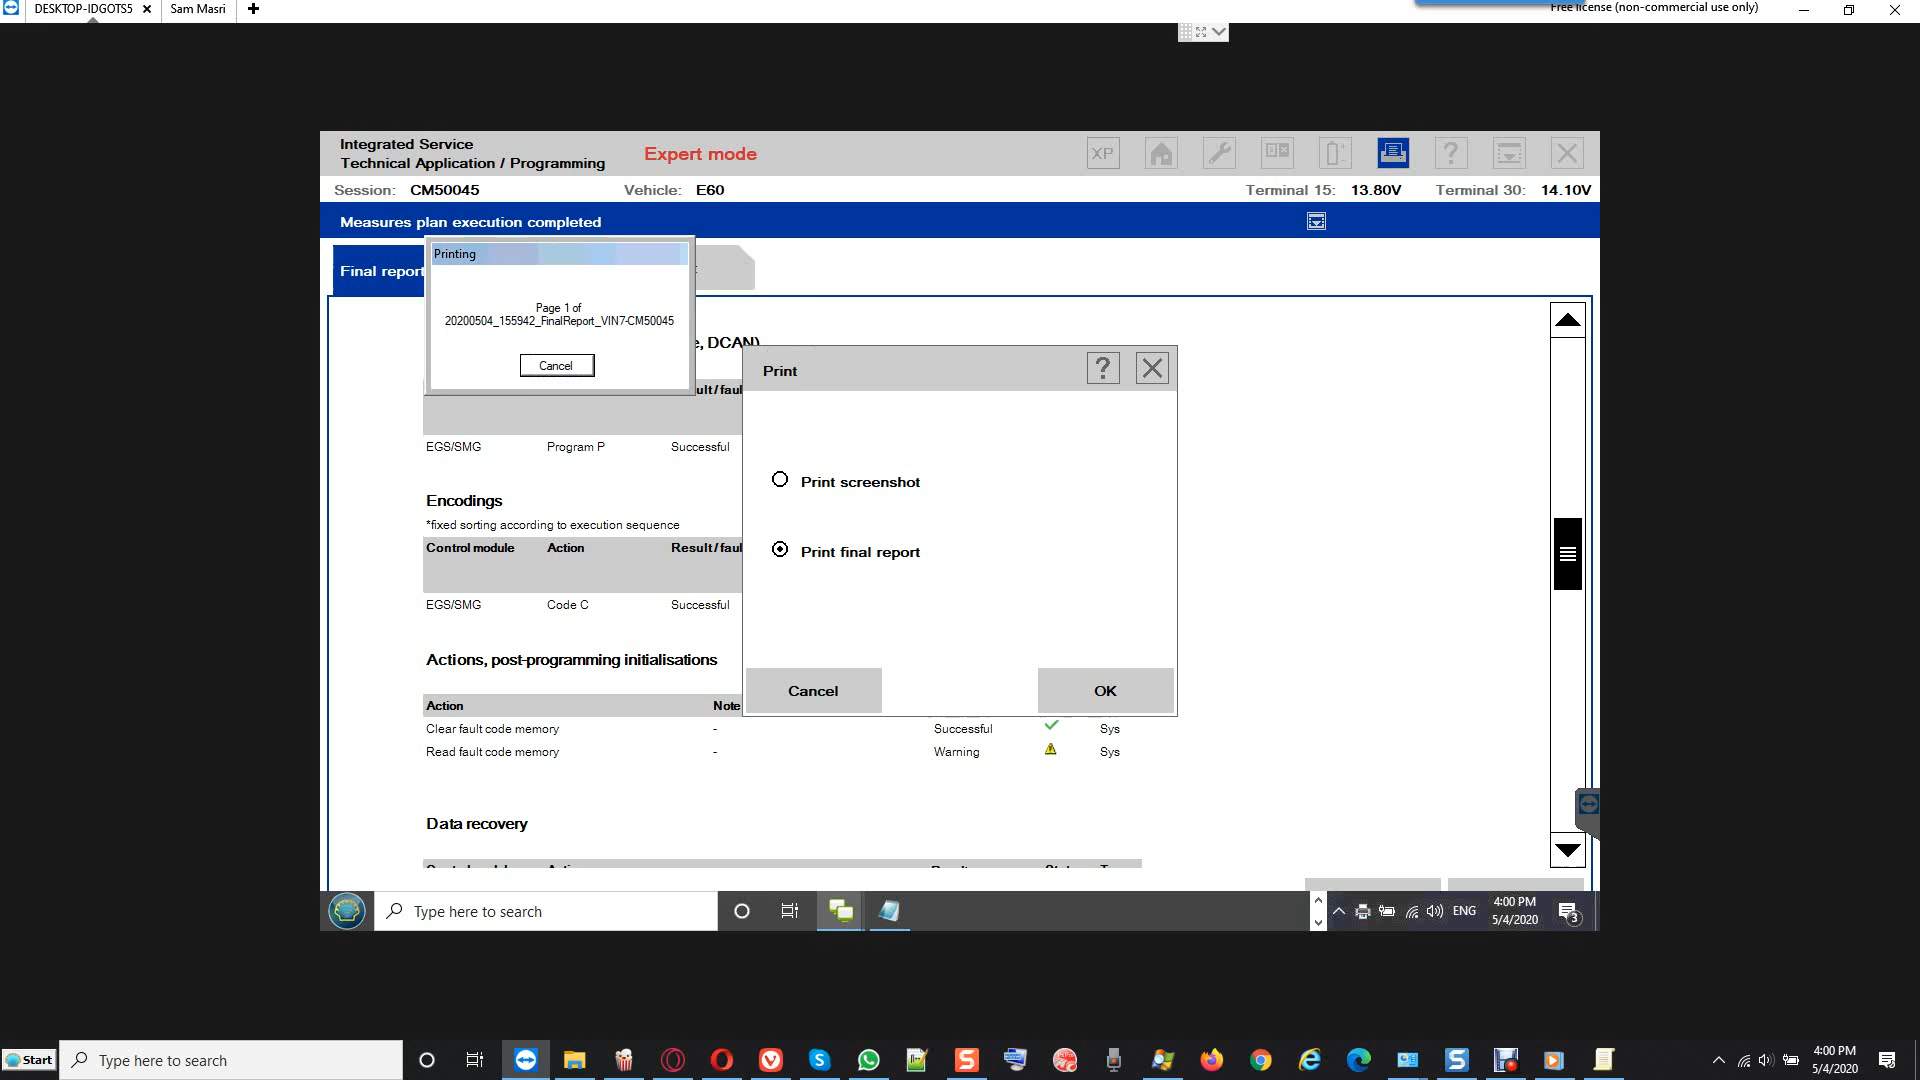 DESKTOP-IDGOTS5
Sam Masri
Free license (non-commercial use only)
Integrated Service
Technical Application / Programming
Expert mode
XP
Session: CM50045
Vehicle: E60
Terminal 15: 13.80V
Terminal 30: 14.10V
Measures plan execution completed
Final report
Printing
Page 1 of
20200504_155942_FinalReport_VIN7-CM50045
Cancel
, DCAN)
Print
?
Print screenshot
Print final report
Cancel
OK
EGS/SMG Program P Successful
Encodings
*fixed sorting according to execution sequence
Control module Action Result / faul
EGS/SMG Code C Successful
Actions, post-programming initialisations
Action Note
Clear fault code memory - Successful Sys
Read fault code memory - Warning Sys
Data recovery
Type here to search
ENG
4:00 PM
5/4/2020
3
Start
Type here to search
4:00 PM
5/4/2020